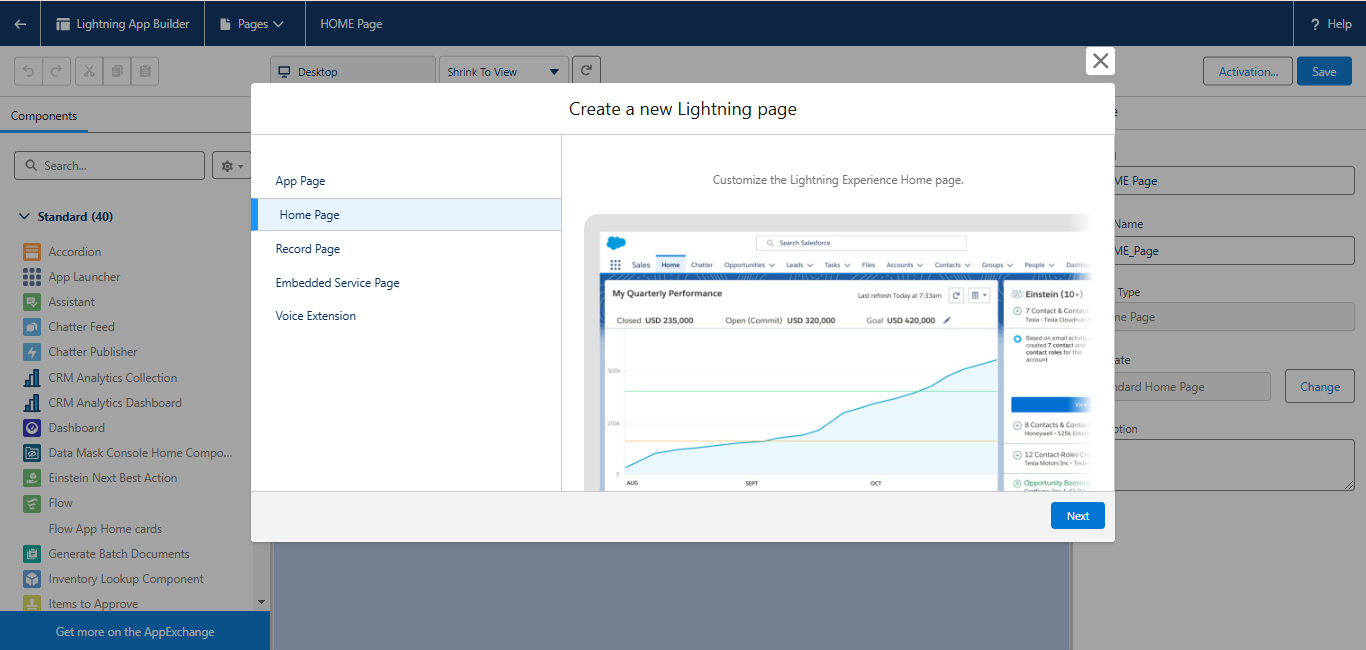 Lightning App Builder
Pages
HOME Page
? Help
Desktop
Shrink To View
Activation...
Save
Components
Search...
Standard (40)
Accordion
App Launcher
Assistant
Chatter Feed
Chatter Publisher
CRM Analytics Collection
CRM Analytics Dashboard
Dashboard
Data Mask Console Home Compo...
Einstein Next Best Action
Flow
Flow App Home cards
Generate Batch Documents
Inventory Lookup Component
Items to Approve
Get more on the AppExchange
Create a new Lightning page
App Page
Home Page
Record Page
Embedded Service Page
Voice Extension
Customize the Lightning Experience Home page.
Search Salesforce
Sales Home Chatter Opportunities Leads Tasks Files Accounts Contacts Groups People
My Quarterly Performance
Last refresh Today at 7:33am
Closed USD 235,000 Open (Commit) USD 320,000 Goal USD 420,000
500k
250k
0
AUG SEPT OCT
Einstein (10+)
7 Contact & Contac
Tesla - Tesla Cloudhub
Based on email activity
created 7 contact and
contact roles for this
account
8 Contacts & Contac
Honeywell - $25k Enterp
12 Contact-Roles Cre
Tesla Motors Inc - Tesla
Opportunity Boosting
Next
ME Page
Name
ME_Page
Type
me Page
ate
ndard Home Page
Change
ption